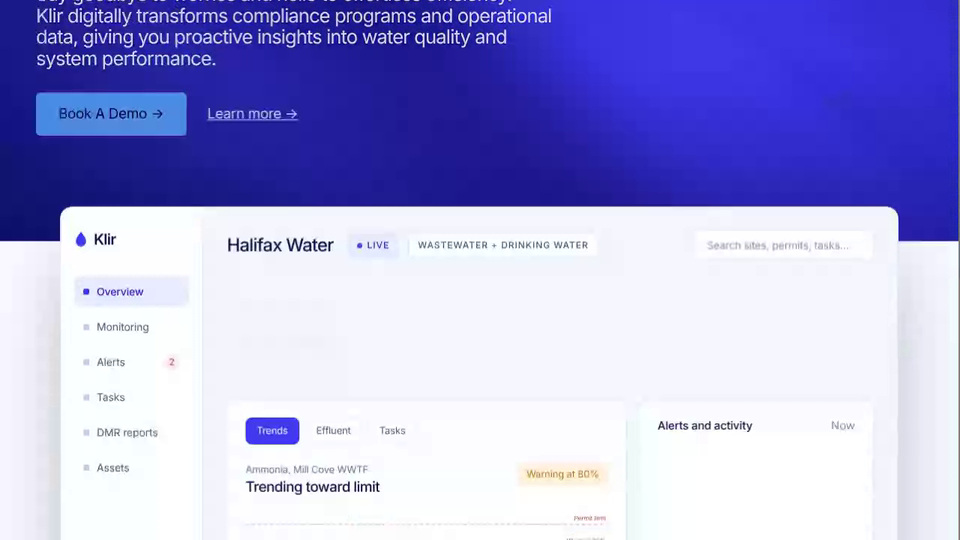 Klir digitally transforms compliance programs and operational
data, giving you proactive insights into water quality and
system performance.
Book A Demo →
Learn more →
Klir
Halifax Water
LIVE
WASTEWATER + DRINKING WATER
Search sites, permits, tasks...
Overview
Monitoring
Alerts
2
Tasks
DMR reports
Assets
Trends
Effluent
Tasks
Alerts and activity
Now
Ammonia, Mill Cove WWTF
Warning at 80%
Trending toward limit
Permit limit